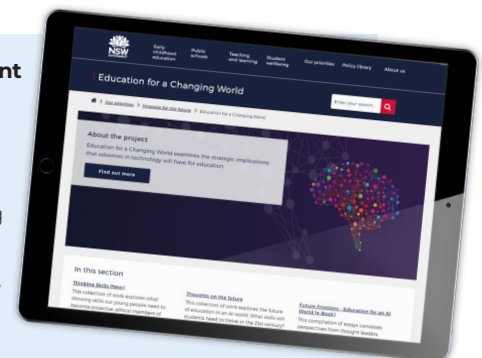 nt
g
NSW
Early
childhood
education
Public
schools
Teaching
and learning
Student
wellbeing
Our priorities
Policy library
About us
Education for a Changing World
Enter your search..
Our priorities > Innovate for the future > Education for a Changing World
About the project
Education for a Changing World examines the strategic implications
that advances in technology will have for education.
Find out more
In this section
Thinking Skills (New!)
This collection of work explores what
thinking skills our young people need to
become proactive, ethical members of
Thoughts on the future
This collection of work explores the future
of education in an AI world. What skills will
students need to thrive in the 21st century?
Future Frontiers - Education for an AI
World (e-Book)
This compilation of essays canvases
perspectives from thought leaders